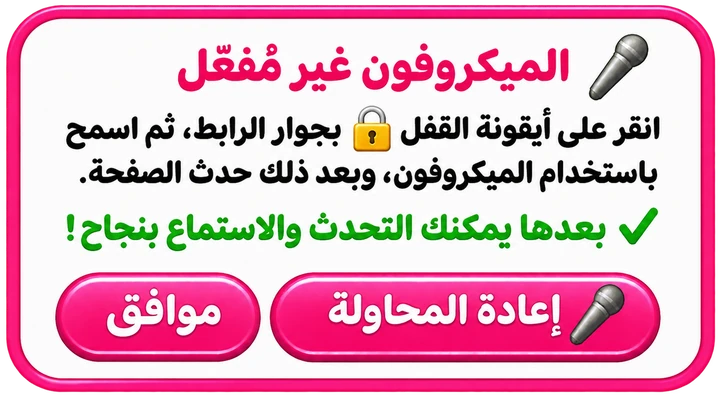 الميكروفون غير مُفعّل
انقر على أيقونة القفل بجوار الرابط، ثم اسمح
باستخدام الميكروفون، وبعد ذلك حدث الصفحة.
بعدها يمكنك التحدث والاستماع بنجاح!
إعادة المحاولة
موافق